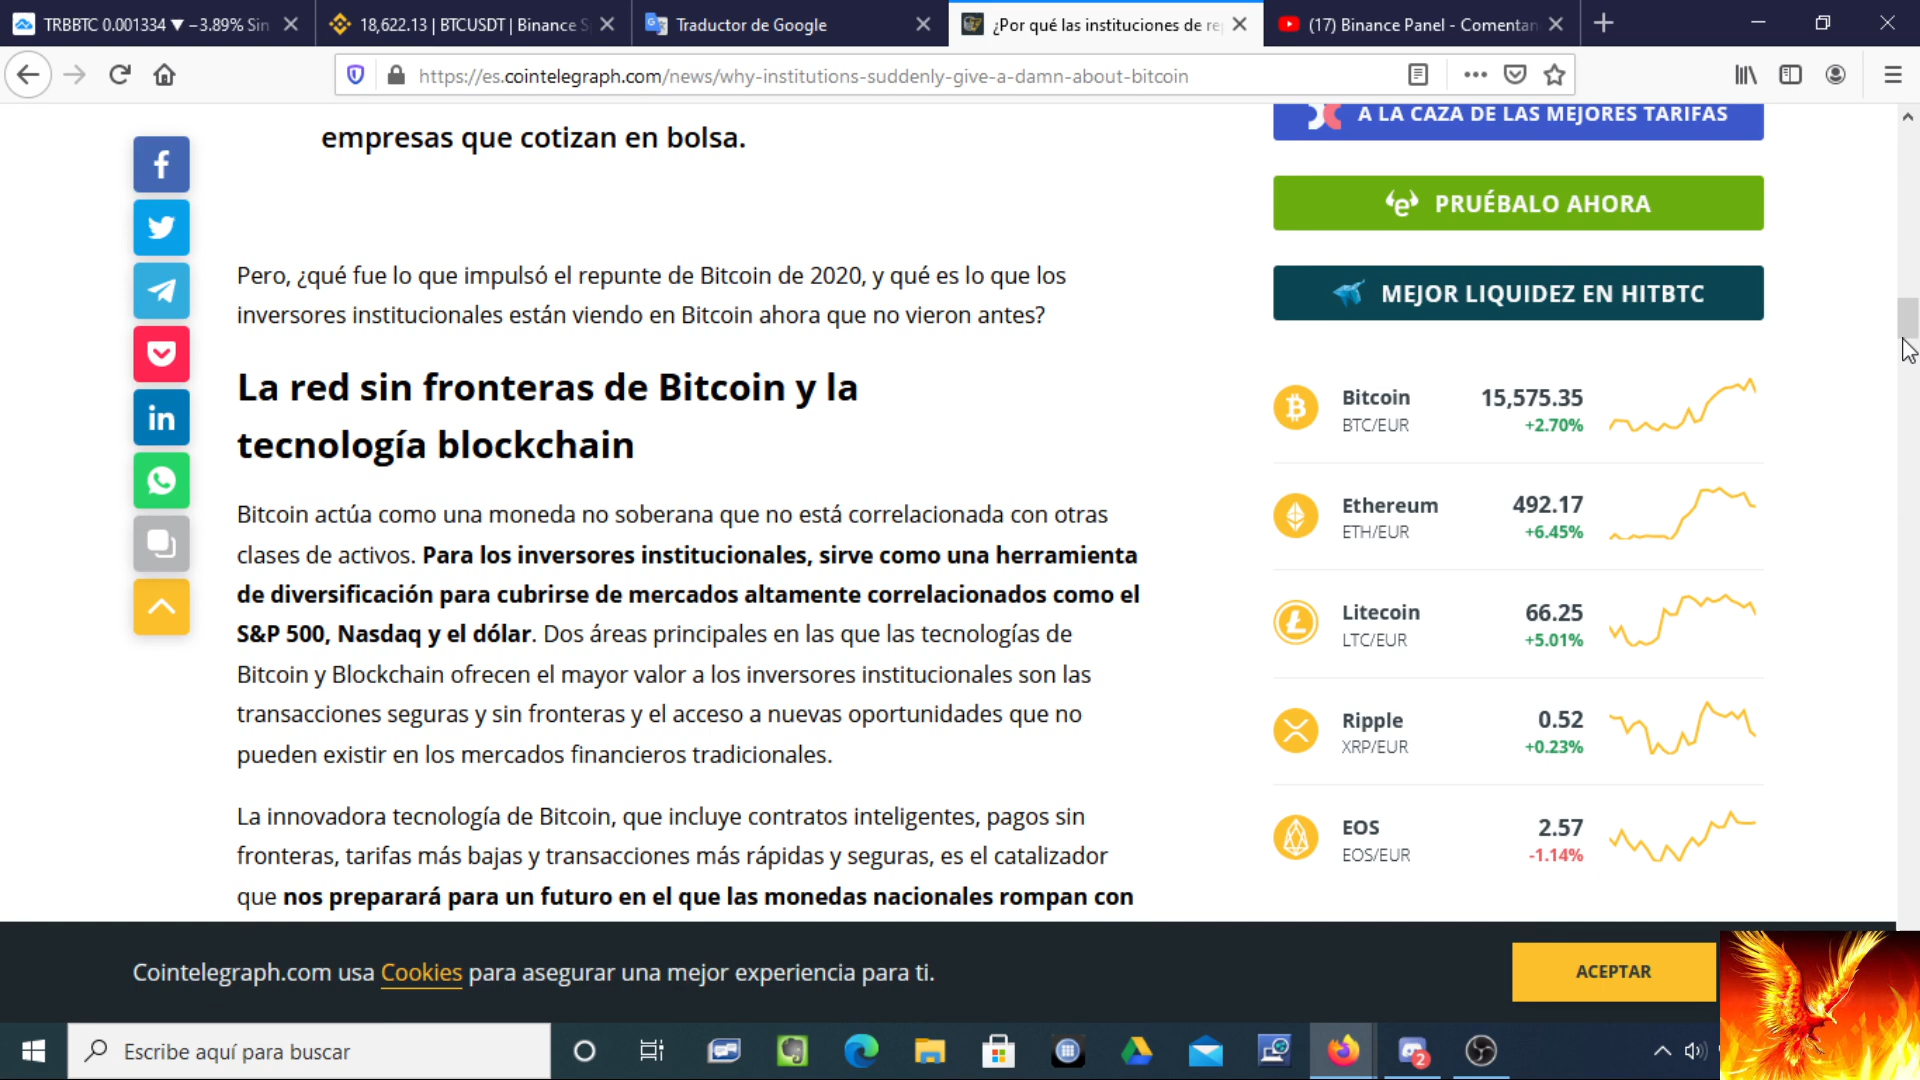 TRBBTC 0.001334 ▼ −3.89% Sin
18,622.13 | BTCUSDT | Binance S
Traductor de Google
¿Por qué las instituciones de re
(17) Binance Panel - Comentan
https://es.cointelegraph.com/news/why-institutions-suddenly-give-a-damn-about-bitcoin
empresas que cotizan en bolsa.
Pero, ¿qué fue lo que impulsó el repunte de Bitcoin de 2020, y qué es lo que los
inversores institucionales están viendo en Bitcoin ahora que no vieron antes?
La red sin fronteras de Bitcoin y la
tecnología blockchain
Bitcoin actúa como una moneda no soberana que no está correlacionada con otras
clases de activos. Para los inversores institucionales, sirve como una herramienta
de diversificación para cubrirse de mercados altamente correlacionados como el
S&P 500, Nasdaq y el dólar. Dos áreas principales en las que las tecnologías de
Bitcoin y Blockchain ofrecen el mayor valor a los inversores institucionales son las
transacciones seguras y sin fronteras y el acceso a nuevas oportunidades que no
pueden existir en los mercados financieros tradicionales.
La innovadora tecnología de Bitcoin, que incluye contratos inteligentes, pagos sin
fronteras, tarifas más bajas y transacciones más rápidas y seguras, es el catalizador
que nos preparará para un futuro en el que las monedas nacionales rompan con
A LA CAZA DE LAS MEJORES TARIFAS
PRUÉBALO AHORA
MEJOR LIQUIDEZ EN HITBTC
Bitcoin 15,575.35
BTC/EUR +2.70%
Ethereum 492.17
ETH/EUR +6.45%
Litecoin 66.25
LTC/EUR +5.01%
Ripple 0.52
XRP/EUR +0.23%
EOS 2.57
EOS/EUR -1.14%
Cointelegraph.com usa Cookies para asegurar una mejor experiencia para ti.
ACEPTAR
Escribe aquí para buscar
2